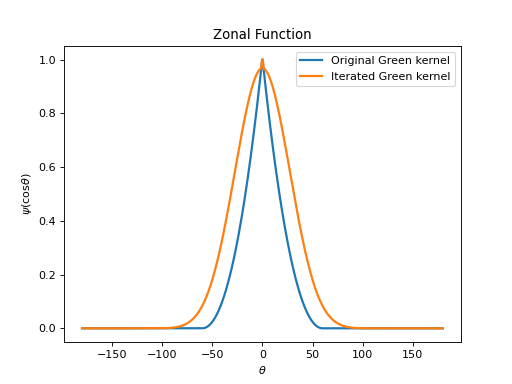 Zonal Function
Original Green kernel
Iterated Green kernel
ψ(cosθ)
1.0
0.8
0.6
0.4
0.2
0.0
−150 −100 −50 0 50 100 150
θ